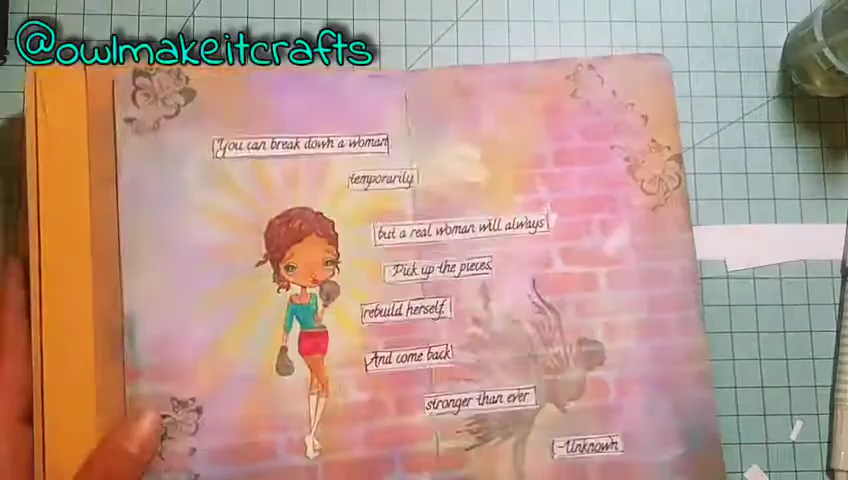 @owlmakeitcrafts
You can break down a woman
temporarily
but a real woman will always
Pick up the pieces,
rebuild herself,
And come back
stronger than ever
-Unknown